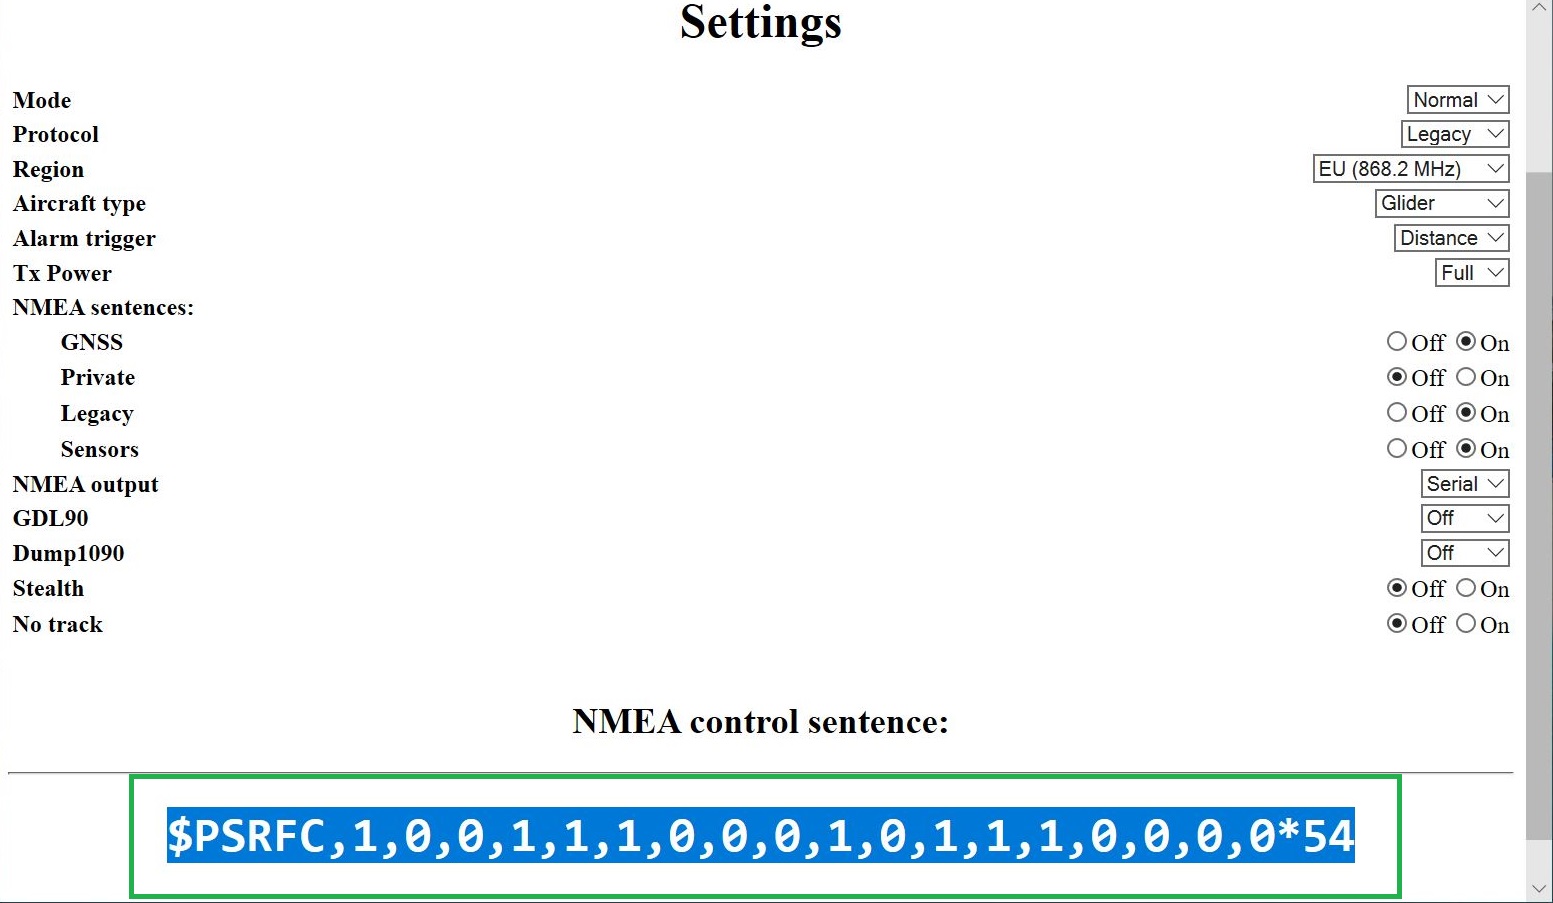 Settings
Mode Normal
Protocol Legacy
Region EU (868.2 MHz)
Aircraft type Glider
Alarm trigger Distance
Tx Power Full
NMEA sentences:
GNSS Off On
Private Off On
Legacy Off On
Sensors Off On
NMEA output Serial
GDL90 Off
Dump1090 Off
Stealth Off On
No track Off On
NMEA control sentence:
$PSRFC,1,0,0,1,1,1,0,0,0,1,0,1,1,1,0,0,0,0*54